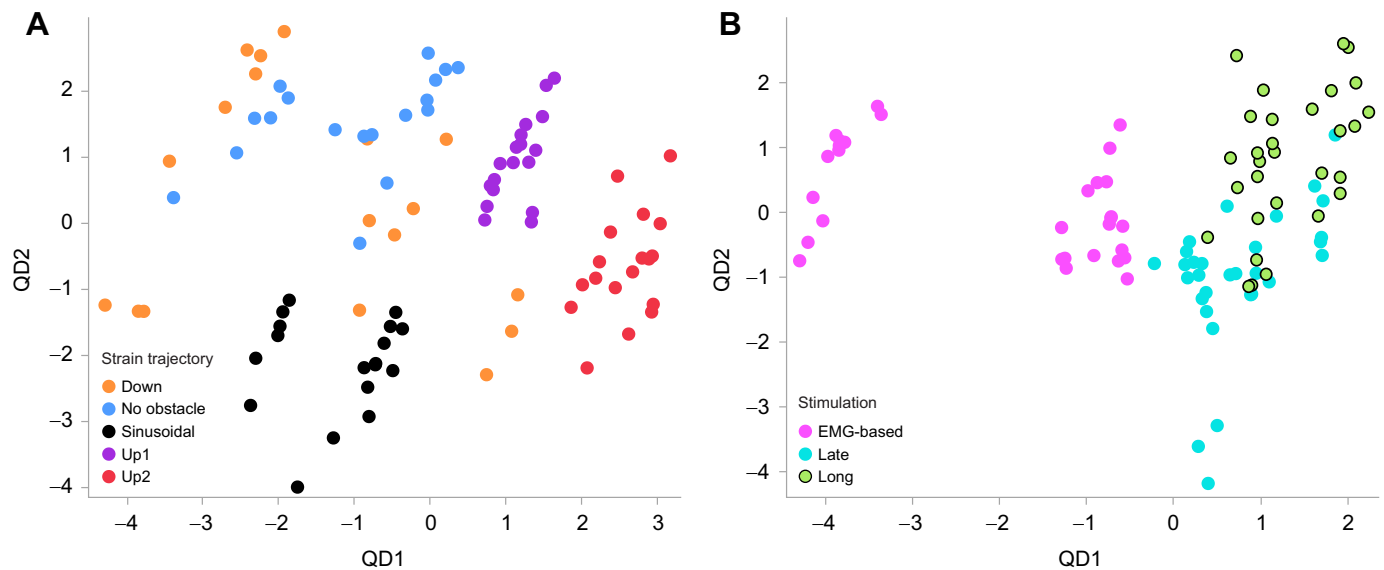 A
B
2
1
0
–1
–2
–3
–4
QD2
Strain trajectory
Down
No obstacle
Sinusoidal
Up1
Up2
–4
–3
–2
–1
0
1
2
3
QD1
2
1
0
–1
–2
–3
–4
QD2
Stimulation
EMG-based
Late
Long
–4
–3
–2
–1
0
1
2
QD1